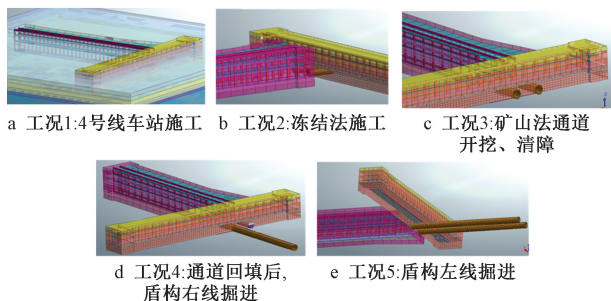 a 工况1:4号线车站施工
b 工况2:冻结法施工
c 工况3:矿山法通道
开挖、清障
d 工况4:通道回填后,
盾构右线掘进
e 工况5:盾构左线掘进